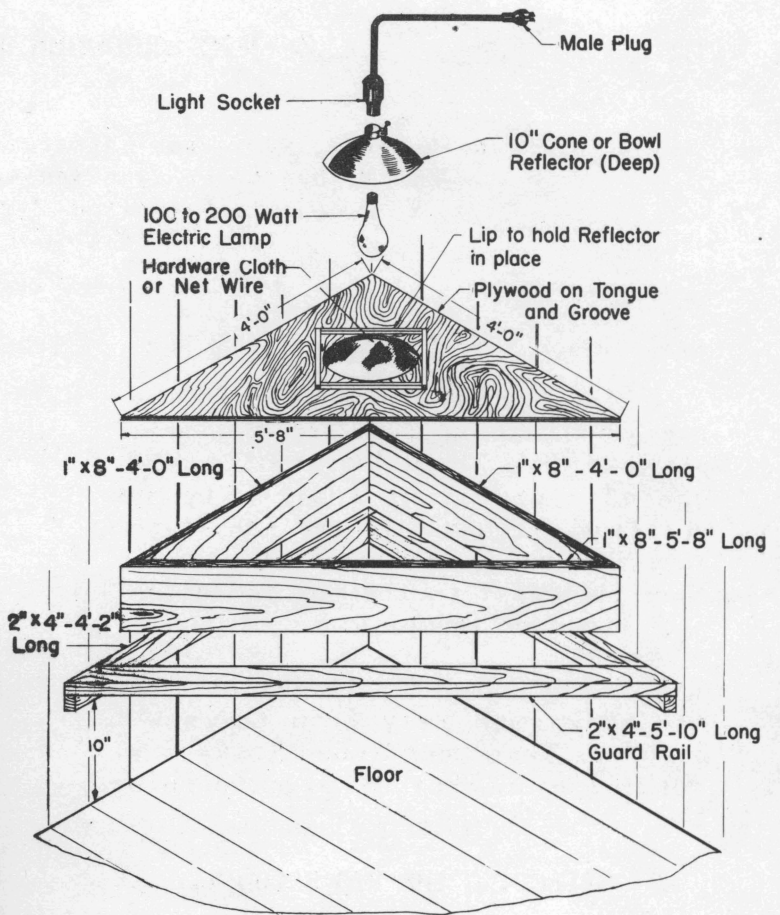 Male Plug
Light Socket
10" Cone or Bowl
Reflector (Deep)
100 to 200 Watt
Electric Lamp
Lip to hold Reflector
in place
Hardware Cloth
or Net Wire
Plywood on Tongue
and Groove
4'-0"
4'-0"
5'-8"
1" x 8"-4'-0" Long
1" x 8" - 4'- 0" Long
1" x 8"- 5'-8" Long
2" x 4"-4'-2"
Long
2" x 4"-5'-10" Long
Guard Rail
10"
Floor